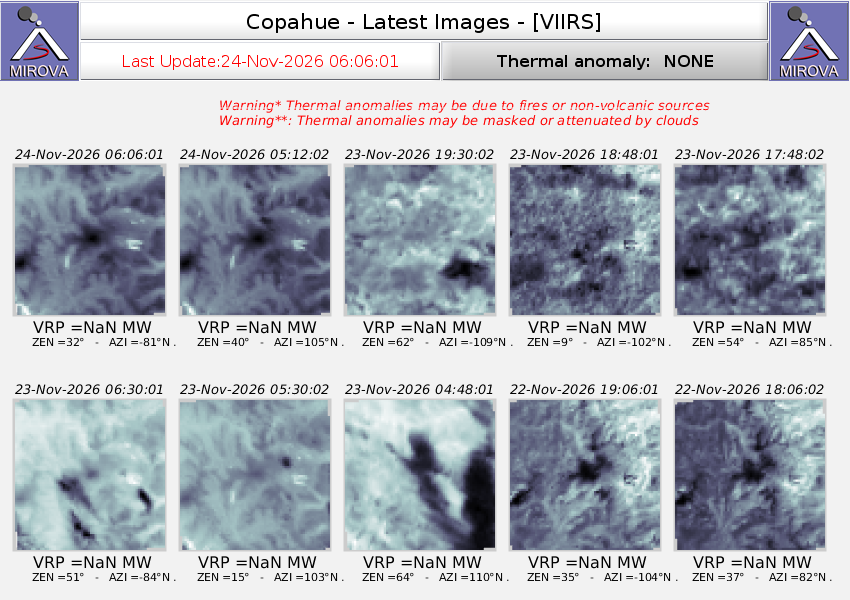 Copahue - Latest Images - [VIIRS]
MIROVA
MIROVA
Last Update:24-Nov-2026 06:06:01
Thermal anomaly: NONE
Warning* Thermal anomalies may be due to fires or non-volcanic sources
Warning**: Thermal anomalies may be masked or attenuated by clouds
24-Nov-2026 06:06:01 24-Nov-2026 05:12:02 23-Nov-2026 19:30:02 23-Nov-2026 18:48:01 23-Nov-2026 17:48:02
VRP =NaN MW VRP =NaN MW VRP =NaN MW VRP =NaN MW VRP =NaN MW
ZEN =32° - AZI =-81°N . ZEN =40° - AZI =105°N . ZEN =62° - AZI =-109°N . ZEN =9° - AZI =-102°N . ZEN =54° - AZI =85°N .
23-Nov-2026 06:30:01 23-Nov-2026 05:30:02 23-Nov-2026 04:48:01 22-Nov-2026 19:06:01 22-Nov-2026 18:06:02
VRP =NaN MW VRP =NaN MW VRP =NaN MW VRP =NaN MW VRP =NaN MW
ZEN =51° - AZI =-84°N . ZEN =15° - AZI =103°N . ZEN =64° - AZI =110°N . ZEN =35° - AZI =-104°N . ZEN =37° - AZI =82°N .